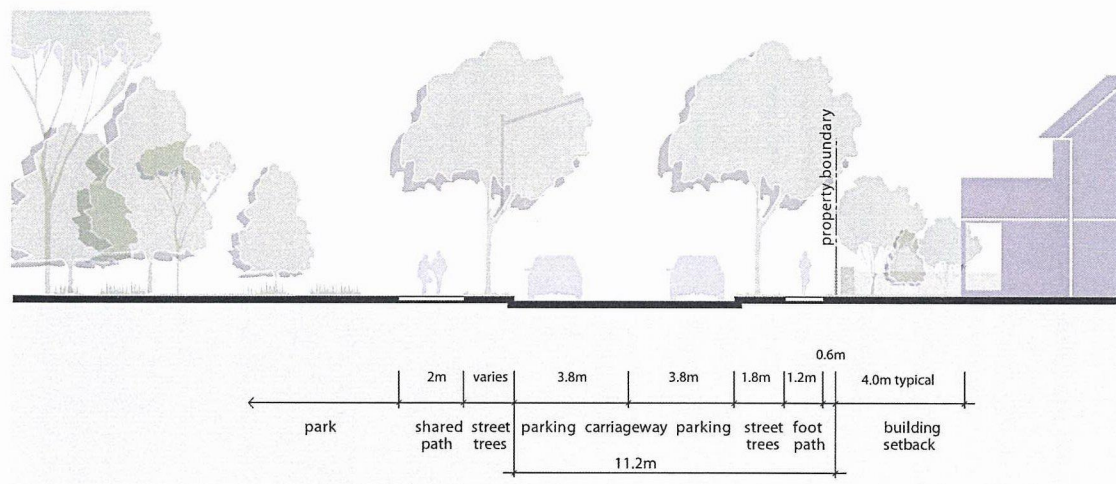 property boundary
0.6m
2m varies 3.8m 3.8m 1.8m 1.2m 4.0m typical
park shared path street trees parking carriageway parking street trees foot path building setback
11.2m